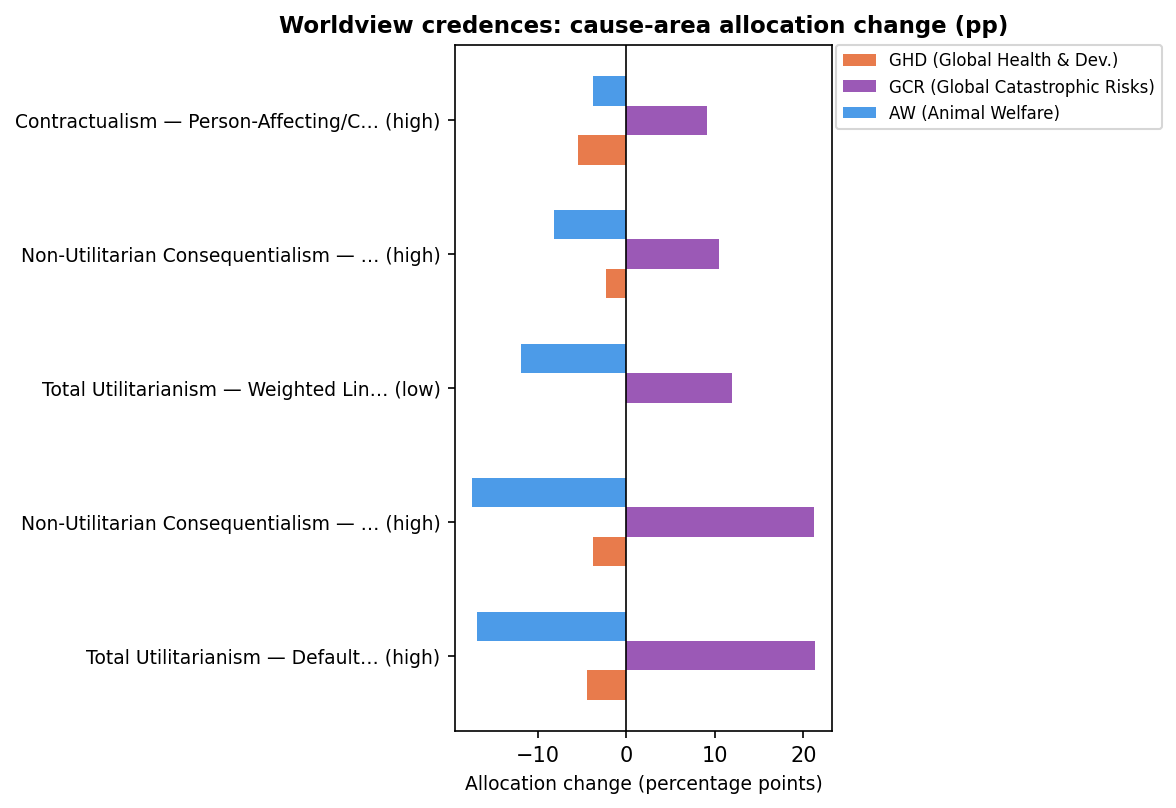 Worldview credences: cause-area allocation change (pp)
GHD (Global Health & Dev.)
GCR (Global Catastrophic Risks)
AW (Animal Welfare)
Contractualism — Person-Affecting/C... (high)
Non-Utilitarian Consequentialism — ... (high)
Total Utilitarianism — Weighted Lin... (low)
Non-Utilitarian Consequentialism — ... (high)
Total Utilitarianism — Default... (high)
−10 0 10 20
Allocation change (percentage points)